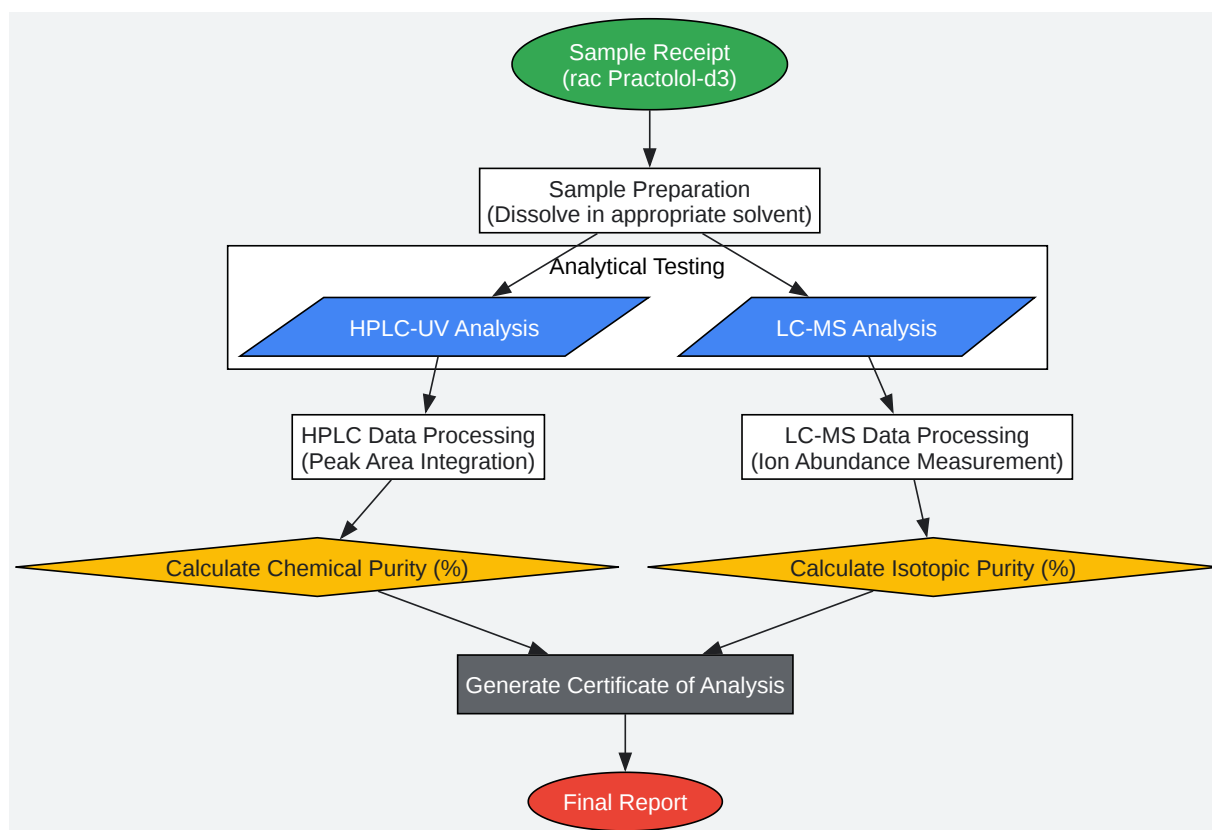 Sample Receipt
(rac Practolol-d3)
Sample Preparation
(Dissolve in appropriate solvent)
Analytical Testing
HPLC-UV Analysis
LC-MS Analysis
HPLC Data Processing
(Peak Area Integration)
LC-MS Data Processing
(Ion Abundance Measurement)
Calculate Chemical Purity (%)
Calculate Isotopic Purity (%)
Generate Certificate of Analysis
Final Report